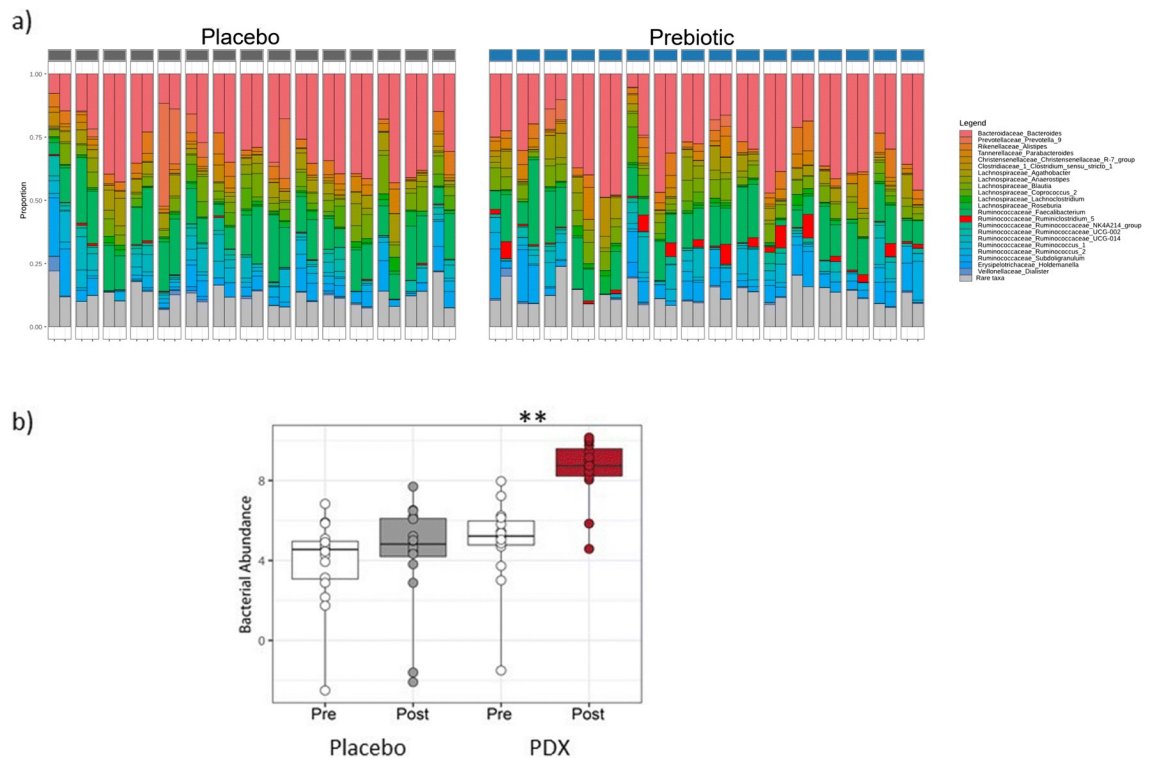 a)
Placebo
Prebiotic
1.00
0.75
0.50
0.25
0.00
Proportion
Legend
Bacteroidaceae_Bacteroides
Prevotellaceae_Prevotella_9
Rikenellaceae_Alistipes
Tannerellaceae_Parabacteroides
Christensenellaceae_Christensenellaceae_R-7_group
Clostridiaceae_1_Clostridium_sensu_stricto_1
Lachnospiraceae_Agathobacter
Lachnospiraceae_Anaerostipes
Lachnospiraceae_Blautia
Lachnospiraceae_Coprococcus_2
Lachnospiraceae_Lachnoclostridium
Lachnospiraceae_Roseburia
Ruminococcaceae_Faecalibacterium
Ruminococcaceae_Ruminiclostridium_5
Ruminococcaceae_Ruminococcaceae_NK4A214_group
Ruminococcaceae_Ruminococcaceae_UCG-002
Ruminococcaceae_Ruminococcaceae_UCG-014
Ruminococcaceae_Ruminococcus_1
Ruminococcaceae_Ruminococcus_2
Ruminococcaceae_Subdoligranulum
Erysipelotrichaceae_Holdemanella
Veillonellaceae_Dialister
Rare taxa
b)
**
8
4
0
Bacterial Abundance
Pre
Post
Pre
Post
Placebo
PDX